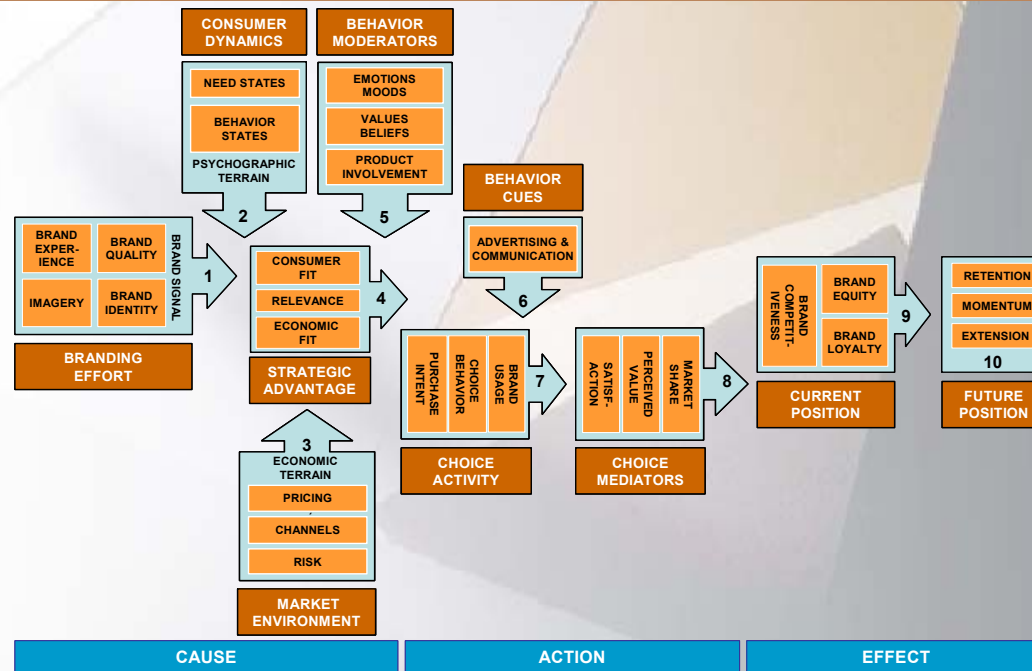 CONSUMER
DYNAMICS
BEHAVIOR
MODERATORS
NEED STATES
BEHAVIOR
STATES
PSYCHOGRAPHIC
TERRAIN
2
EMOTIONS
MOODS
VALUES
BELIEFS
PRODUCT
INVOLVEMENT
5
BEHAVIOR
CUES
ADVERTISING &
COMMUNICATION
6
BRAND
EXPER-
IENCE
BRAND
QUALITY
IMAGERY
BRAND
IDENTITY
BRAND SIGNAL
1
BRANDING
EFFORT
CONSUMER
FIT
RELEVANCE
ECONOMIC
FIT
4
STRATEGIC
ADVANTAGE
3
ECONOMIC
TERRAIN
PRICING
CHANNELS
RISK
MARKET
ENVIRONMENT
PURCHASE
INTENT
CHOICE
BEHAVIOR
BRAND
USAGE
7
CHOICE
ACTIVITY
SATISF-
ACTION
PERCEIVED
VALUE
MARKET
SHARE
8
CHOICE
MEDIATORS
BRAND
COMPETIT-
IVENESS
BRAND
EQUITY
BRAND
LOYALTY
9
CURRENT
POSITION
RETENTION
MOMENTUM
EXTENSION
10
FUTURE
POSITION
CAUSE
ACTION
EFFECT